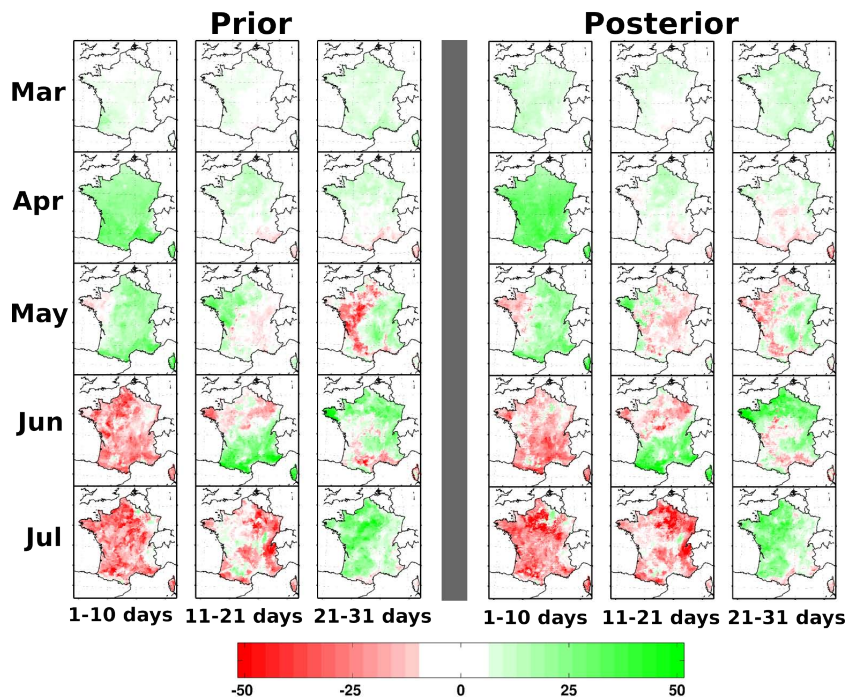 Prior Posterior
Mar
Apr
May
Jun
Jul
1-10 days 11-21 days 21-31 days 1-10 days 11-21 days 21-31 days
-50 -25 0 25 50